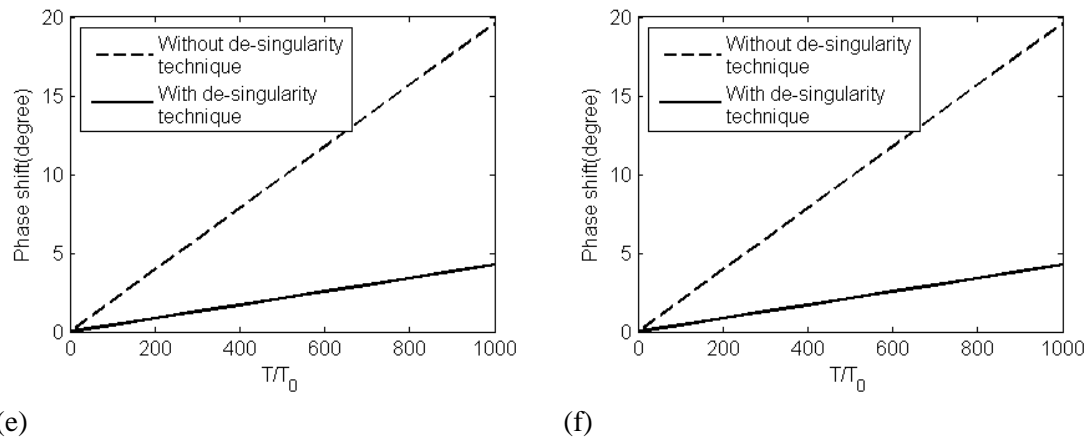 20
15
10
5
0
Phase shift(degree)
Without de-singularity
technique
With de-singularity
technique
0 200 400 600 800 1000
T/T0
(e)
20
15
10
5
0
Phase shift(degree)
Without de-singularity
technique
With de-singularity
technique
0 200 400 600 800 1000
T/T0
(f)